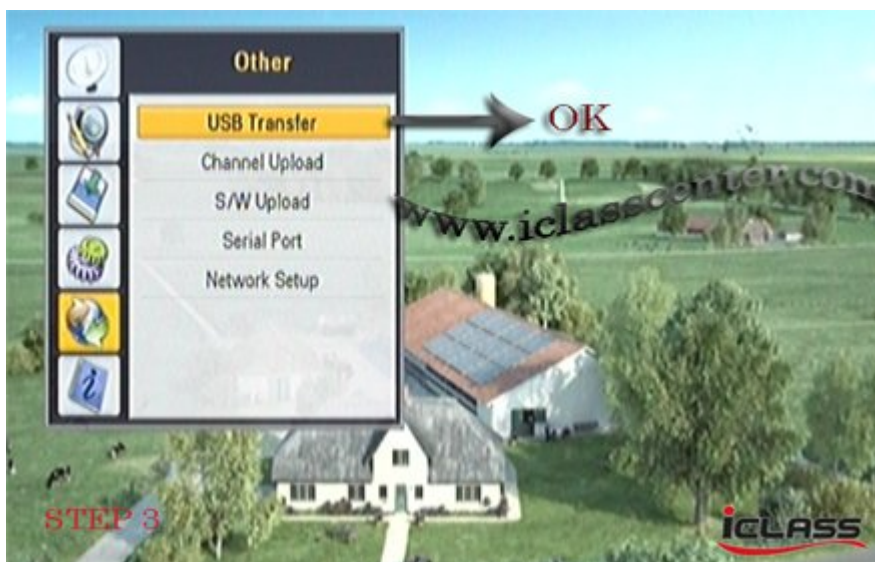 Other
USB Transfer
OK
Channel Upload
S/W Upload
Serial Port
Network Setup
www.iclasscenter.com
STEP 3
iCLASS